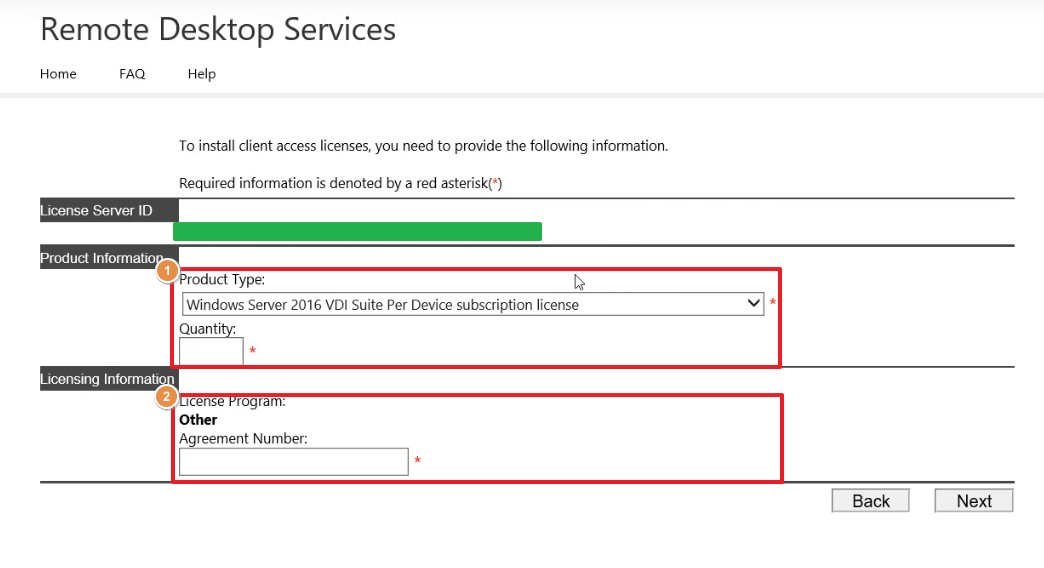 Remote Desktop Services
Home FAQ Help
To install client access licenses, you need to provide the following information.
Required information is denoted by a red asterisk(*)
License Server ID
Product Information
1
Product Type:
Windows Server 2016 VDI Suite Per Device subscription license *
Quantity:
*
Licensing Information
2
License Program:
Other
Agreement Number:
*
Back Next